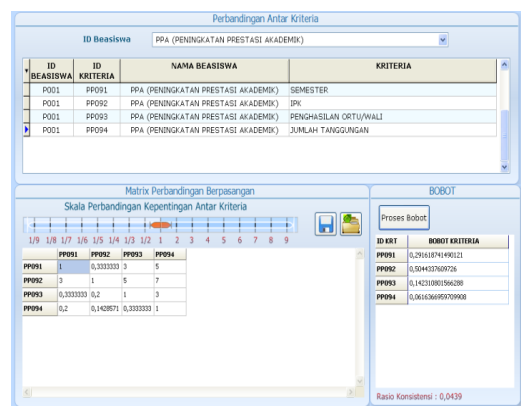 Perbandingan Antar Kriteria
ID Beasiswa PPA (PENINGKATAN PRESTASI AKADEMIK)
ID BEASISWA ID KRITERIA NAMA BEASISWA KRITERIA
P001 PP091 PPA (PENINGKATAN PRESTASI AKADEMIK) SEMESTER
P001 PP092 PPA (PENINGKATAN PRESTASI AKADEMIK) IPK
P001 PP093 PPA (PENINGKATAN PRESTASI AKADEMIK) PENGHASILAN ORTU/WALI
P001 PP094 PPA (PENINGKATAN PRESTASI AKADEMIK) JUMLAH TANGGUNGAN
Matrix Perbandingan Berpasangan
Skala Perbandingan Kepentingan Antar Kriteria
1/9 1/8 1/7 1/6 1/5 1/4 1/3 1/2 1 2 3 4 5 6 7 8 9
PP091 PP092 PP093 PP094
PP091 1 0,3333333 3 5
PP092 3 1 5 7
PP093 0,3333333 0,2 1 3
PP094 0,2 0,1428571 0,3333333 1
BOBOT
Proses Bobot
ID KRT BOBOT KRITERIA
PP091 0,291618741490121
PP092 0,5044337609726
PP093 0,142310801566288
PP094 0,0616366959709908
Rasio Konsistensi : 0,0439